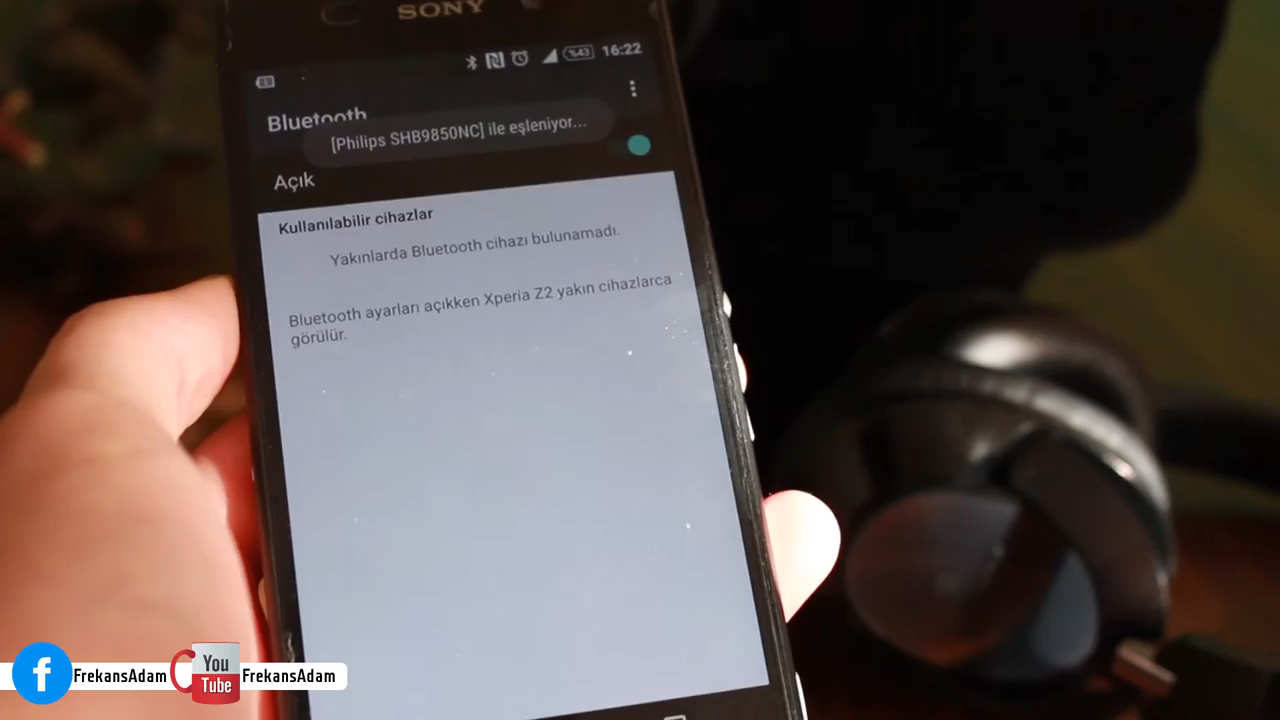 SONY
%43 16:22
Bluetooth
[Philips SHB9850NC] ile eşleniyor...
Açık
Kullanılabilir cihazlar
Yakınlarda Bluetooth cihazı bulunamadı.
Bluetooth ayarları açıkken Xperia Z2 yakın cihazlarca
görülür.
f FrekansAdam You Tube FrekansAdam